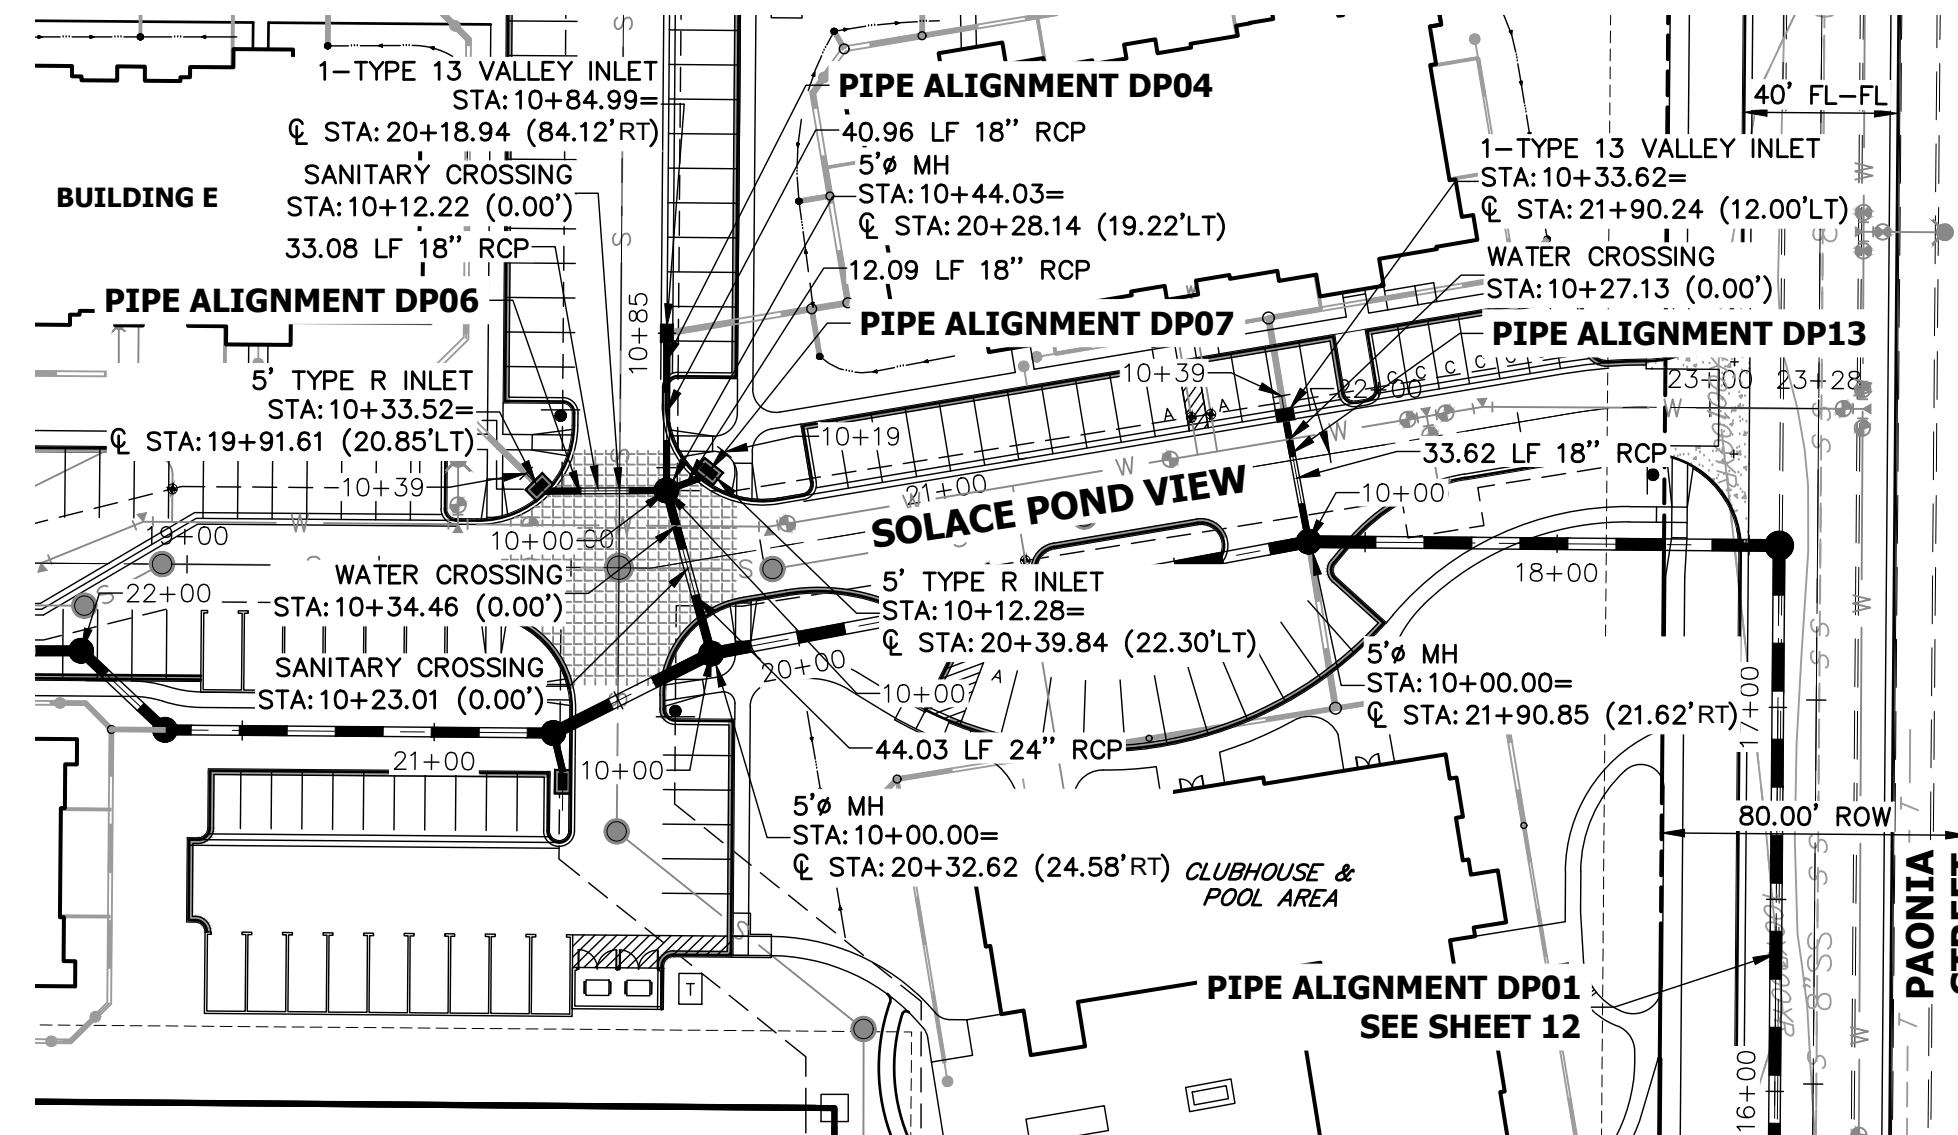 1-TYPE 13 VALLEY INLET
STA:10+84.99=
℄ STA:20+18.94 (84.12'RT)
SANITARY CROSSING
STA:10+12.22 (0.00')
33.08 LF 18" RCP
BUILDING E
PIPE ALIGNMENT DP06
5' TYPE R INLET
STA:10+33.52=
℄ STA:19+91.61 (20.85'LT)
10+39
10+85
PIPE ALIGNMENT DP04
40.96 LF 18" RCP
5'ø MH
STA:10+44.03=
℄ STA:20+28.14 (19.22'LT)
12.09 LF 18" RCP
PIPE ALIGNMENT DP07
40' FL-FL
1-TYPE 13 VALLEY INLET
STA:10+33.62=
℄ STA:21+90.24 (12.00'LT)
WATER CROSSING
STA:10+27.13 (0.00')
PIPE ALIGNMENT DP13
10+39
22+00
23+00
23+28
10+19
33.62 LF 18" RCP
10+00
21+00
SOLACE POND VIEW
19+00
10+00
22+00
WATER CROSSING
STA:10+34.46 (0.00')
SANITARY CROSSING
STA:10+23.01 (0.00')
5' TYPE R INLET
STA:10+12.28=
℄ STA:20+39.84 (22.30'LT)
18+00
20+00
10+00
5'ø MH
STA:10+00.00=
℄ STA:21+90.85 (21.62'RT)
17+00
44.03 LF 24" RCP
21+00
10+00
5'ø MH
STA:10+00.00=
℄ STA:20+32.62 (24.58'RT)
80.00' ROW
CLUBHOUSE &
POOL AREA
PAONIA
STREET
T
PIPE ALIGNMENT DP01
SEE SHEET 12
16+00